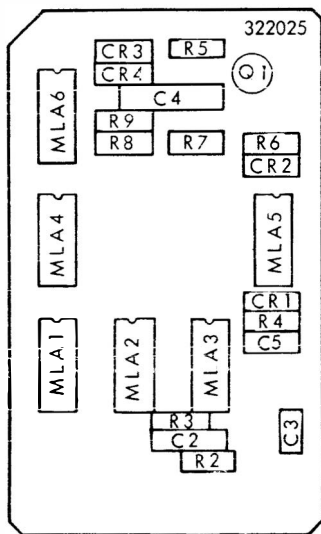 322025
CR3
R5
CR4
Q1
C4
MLA6
R9
R8
R7
R6
CR2
MLA4
MLA5
CR1
R4
C5
MLA1
MLA2
MLA3
R3
C2
C3
R2